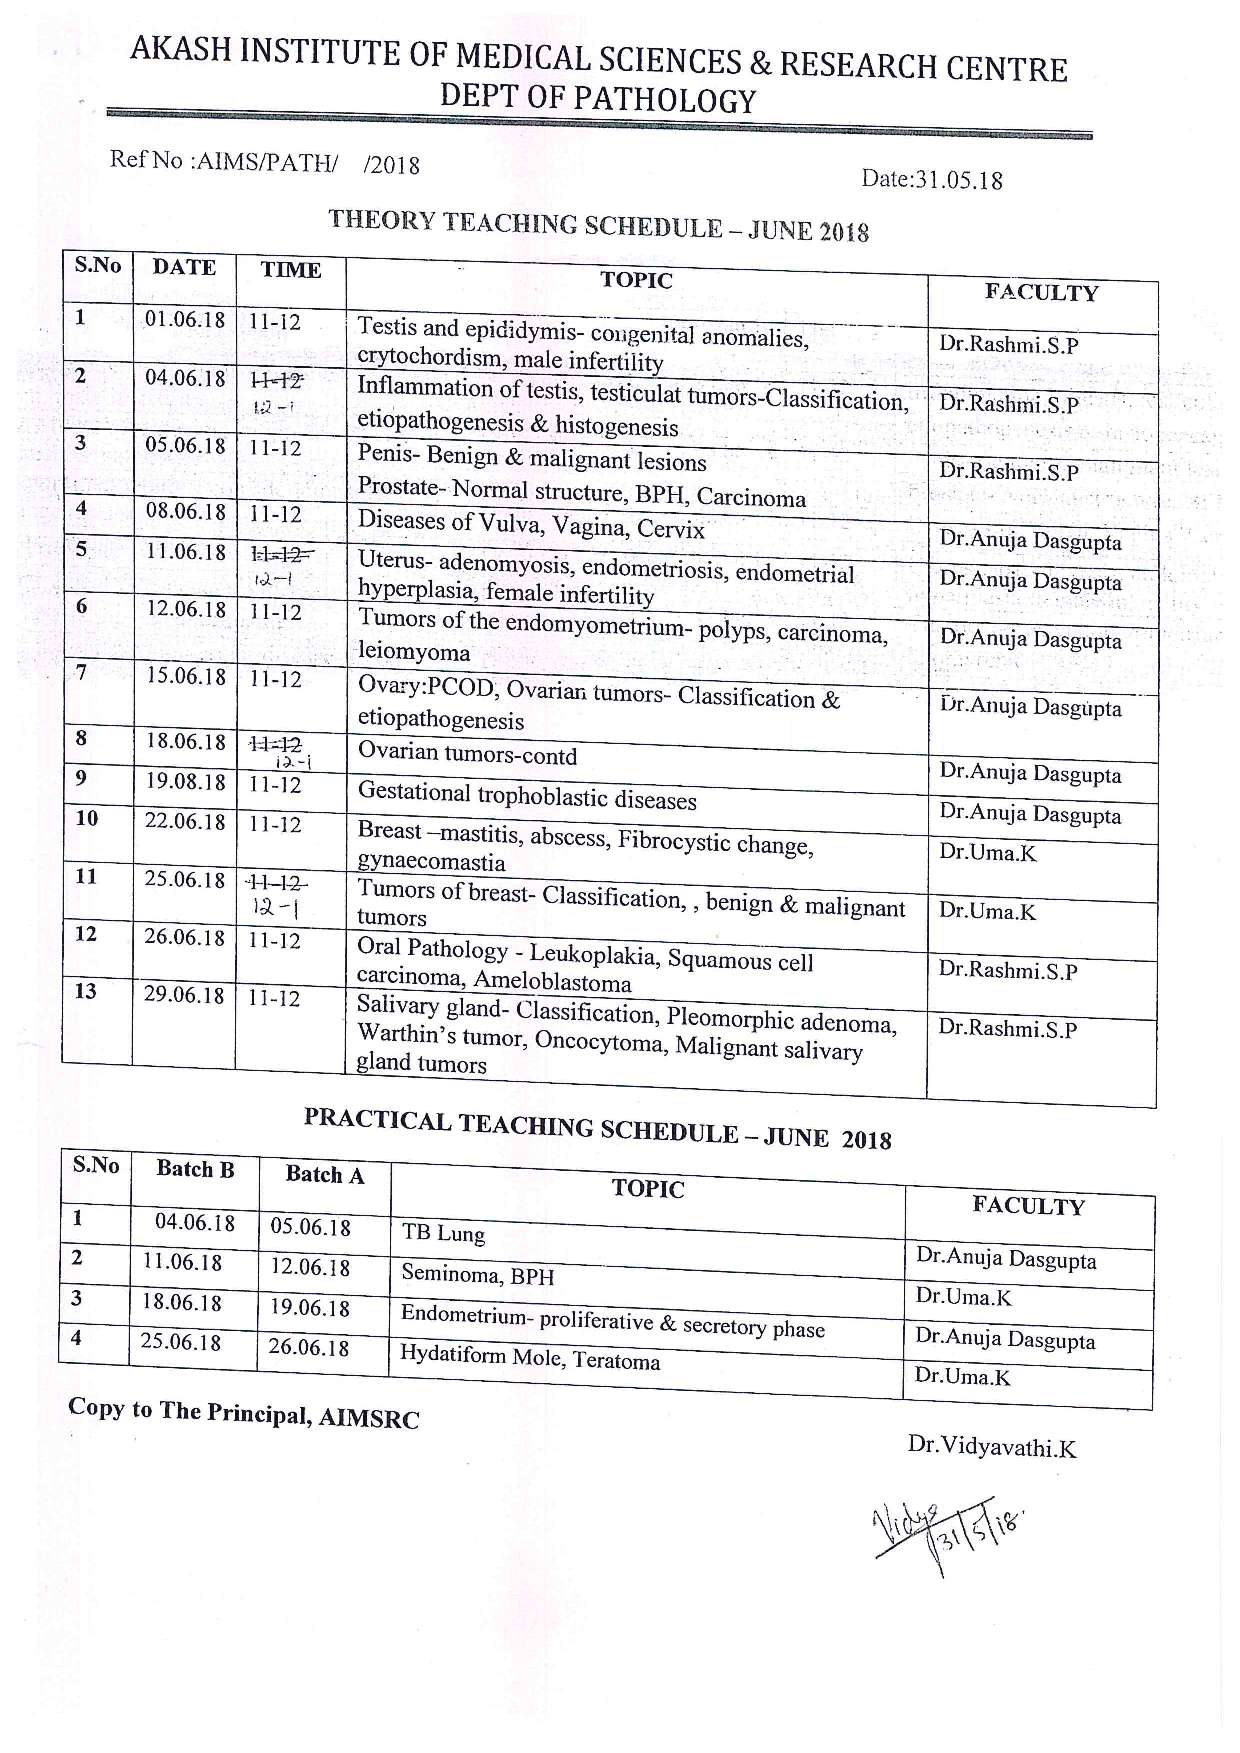 AKASH INSTITUTE OF MEDICAL SCIENCES & RESEARCH CENTRE
DEPT OF PATHOLOGY
Ref No :AIMS/PATH/ /2018
Date:31.05.18
THEORY TEACHING SCHEDULE – JUNE 2018
S.No DATE TIME TOPIC FACULTY
1 01.06.18 11-12 Testis and epididymis- congenital anomalies, Dr.Rashmi.S.P
crytochordism, male infertility
2 04.06.18 11-12 Inflammation of testis, testiculat tumors-Classification, Dr.Rashmi.S.P
12-1 etiopathogenesis & histogenesis
3 05.06.18 11-12 Penis- Benign & malignant lesions Dr.Rashmi.S.P
Prostate- Normal structure, BPH, Carcinoma
4 08.06.18 11-12 Diseases of Vulva, Vagina, Cervix Dr.Anuja Dasgupta
5 11.06.18 11-12 Uterus- adenomyosis, endometriosis, endometrial Dr.Anuja Dasgupta
12-1 hyperplasia, female infertility
6 12.06.18 11-12 Tumors of the endomyometrium- polyps, carcinoma, Dr.Anuja Dasgupta
leiomyoma
7 15.06.18 11-12 Ovary:PCOD, Ovarian tumors- Classification & Dr.Anuja Dasgupta
etiopathogenesis
8 18.06.18 11-12 Ovarian tumors-contd Dr.Anuja Dasgupta
12-1
9 19.08.18 11-12 Gestational trophoblastic diseases Dr.Anuja Dasgupta
10 22.06.18 11-12 Breast –mastitis, abscess, Fibrocystic change, Dr.Uma.K
gynaecomastia
11 25.06.18 11-12 Tumors of breast- Classification, , benign & malignant Dr.Uma.K
12-1 tumors
12 26.06.18 11-12 Oral Pathology - Leukoplakia, Squamous cell Dr.Rashmi.S.P
carcinoma, Ameloblastoma
13 29.06.18 11-12 Salivary gland- Classification, Pleomorphic adenoma, Dr.Rashmi.S.P
Warthin's tumor, Oncocytoma, Malignant salivary
gland tumors
PRACTICAL TEACHING SCHEDULE – JUNE 2018
S.No Batch B Batch A TOPIC FACULTY
1 04.06.18 05.06.18 TB Lung Dr.Anuja Dasgupta
2 11.06.18 12.06.18 Seminoma, BPH Dr.Uma.K
3 18.06.18 19.06.18 Endometrium- proliferative & secretory phase Dr.Anuja Dasgupta
4 25.06.18 26.06.18 Hydatiform Mole, Teratoma Dr.Uma.K
Copy to The Principal, AIMSRC
Dr.Vidyavathi.K
Vidya
31/5/18